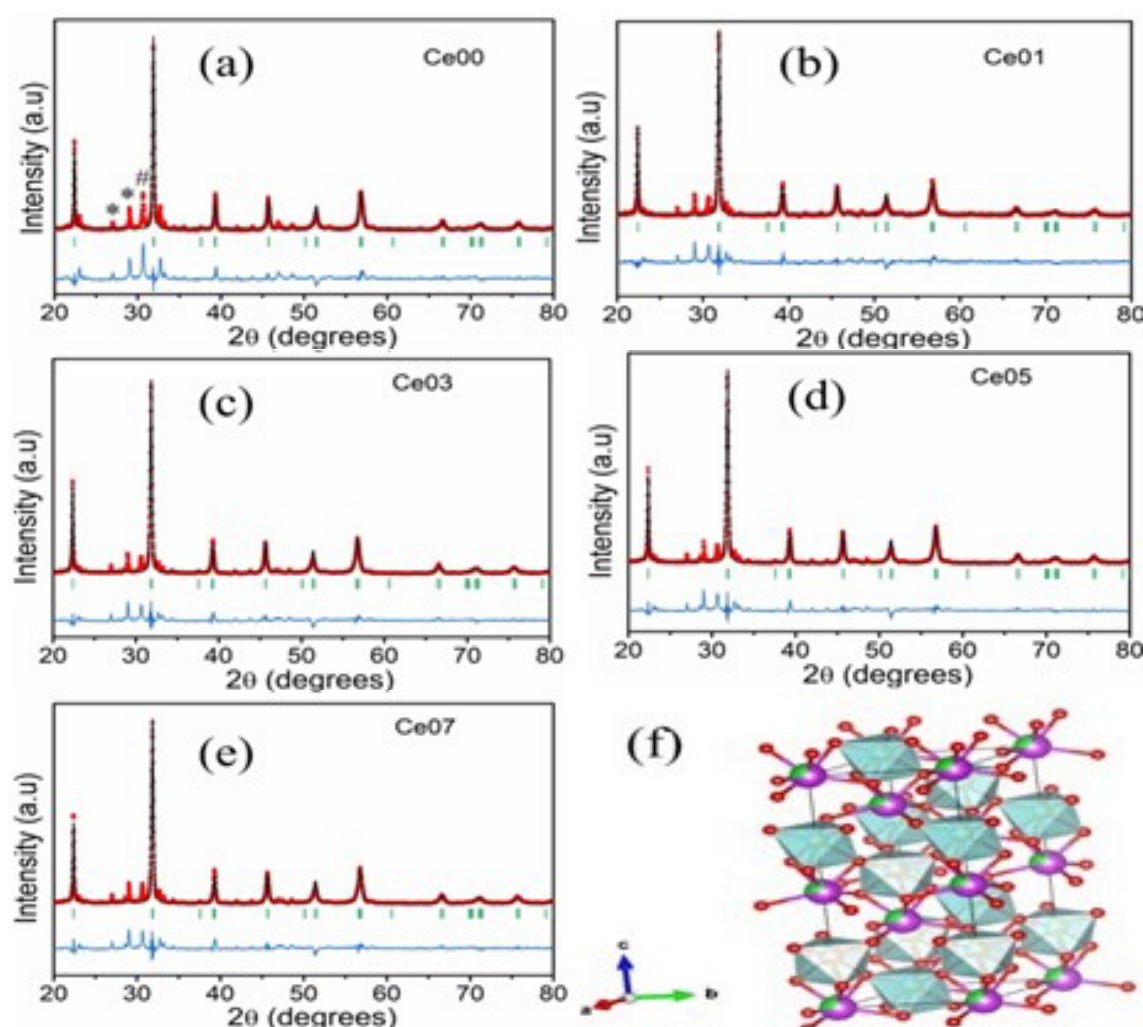 (a)
Ce00
* * #
Intensity (a.u)
20 30 40 50 60 70 80
2θ (degrees)
(b)
Ce01
Intensity (a.u)
20 30 40 50 60 70 80
2θ (degrees)
(c)
Ce03
Intensity (a.u)
20 30 40 50 60 70 80
2θ (degrees)
(d)
Ce05
Intensity (a.u)
20 30 40 50 60 70 80
2θ (degrees)
(e)
Ce07
Intensity (a.u)
20 30 40 50 60 70 80
2θ (degrees)
(f)
c
a
b